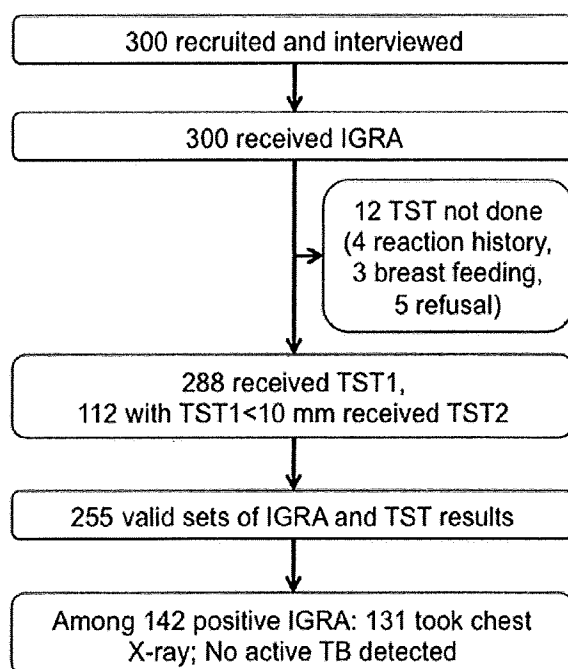 300 recruited and interviewed
300 received IGRA
12 TST not done
(4 reaction history,
3 breast feeding,
5 refusal)
288 received TST1,
112 with TST1<10 mm received TST2
255 valid sets of IGRA and TST results
Among 142 positive IGRA: 131 took chest
X-ray; No active TB detected